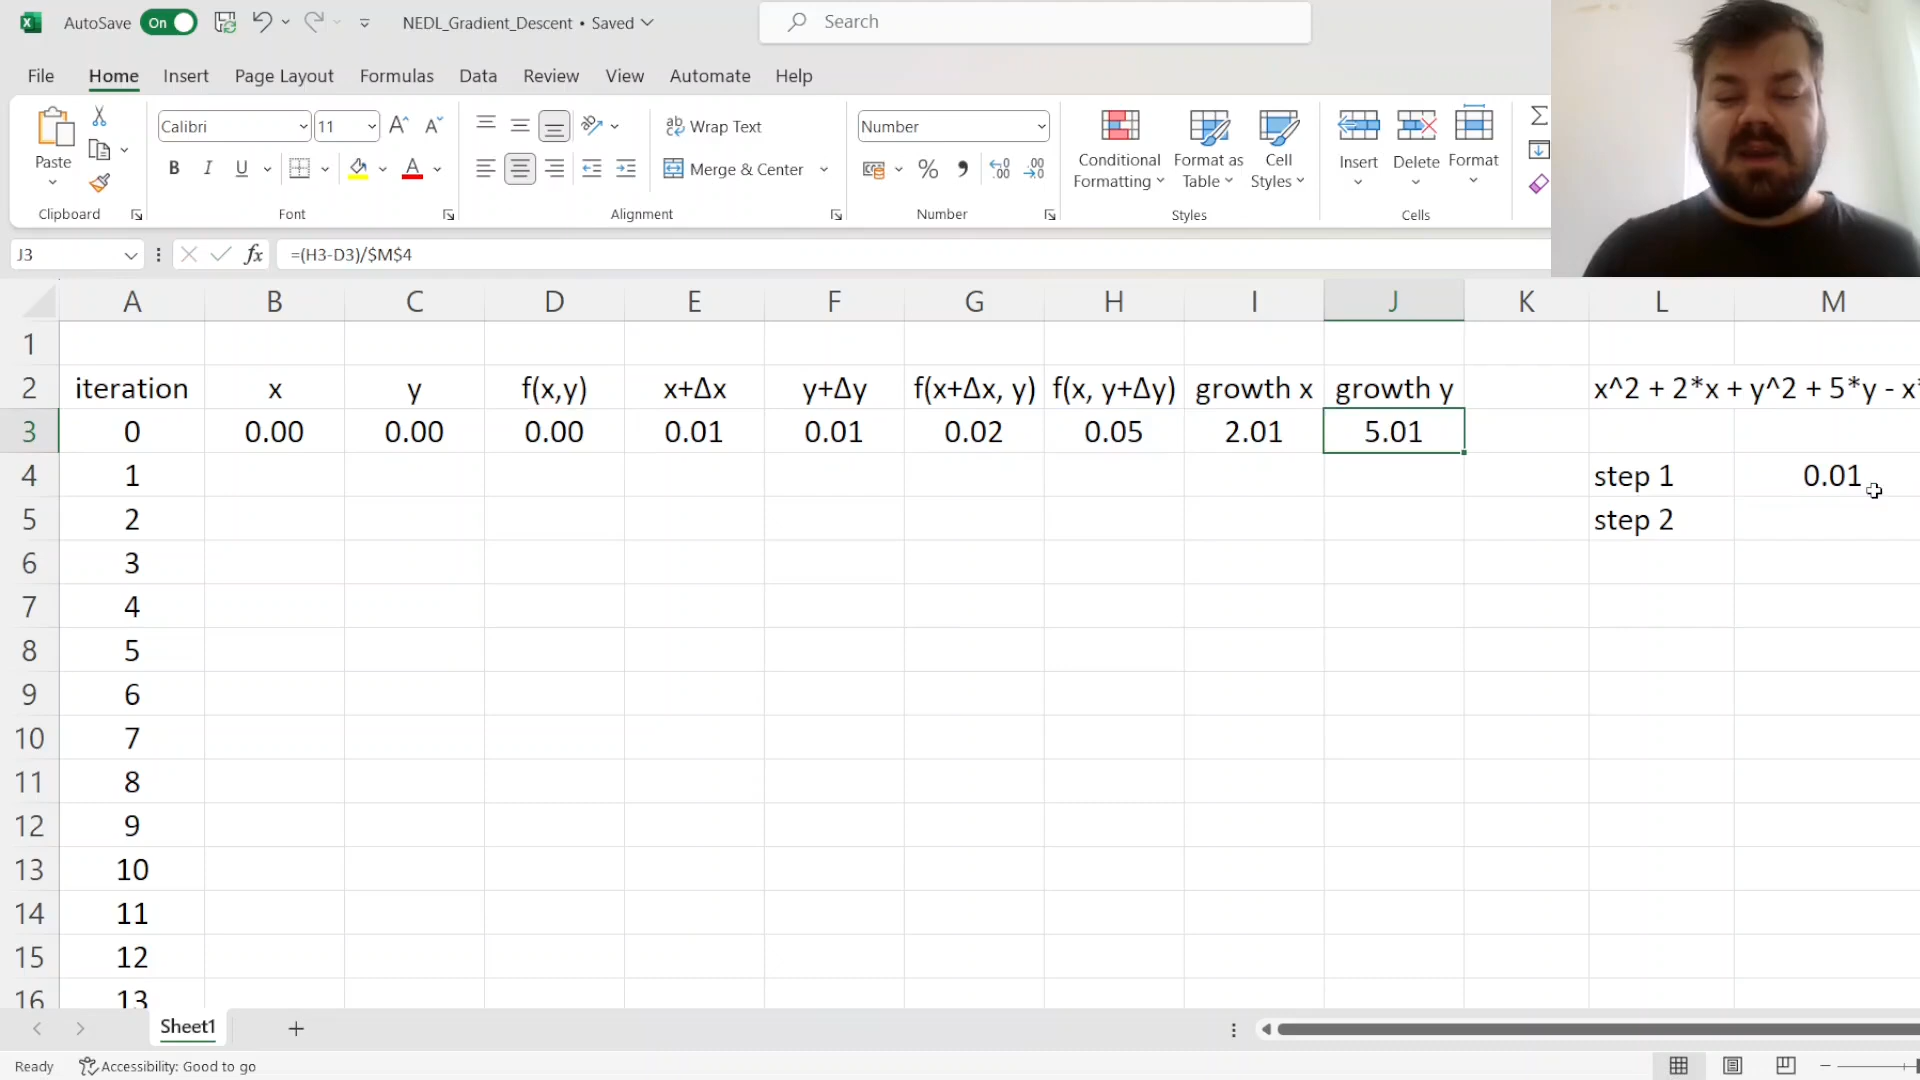 AutoSave On NEDL_Gradient_Descent • Saved Search
File Home Insert Page Layout Formulas Data Review View Automate Help
Calibri 11 A^ A˅ Wrap Text Number
Paste B I U A Merge & Center % , Conditional Formatting Format as Table Cell Styles Insert Delete Format
Clipboard Font Alignment Number Styles Cells
J3 fx =(H3-D3)/$M$4
A B C D E F G H I J K L M
1
2 iteration x y f(x,y) x+Δx y+Δy f(x+Δx, y) f(x, y+Δy) growth x growth y x^2 + 2*x + y^2 + 5*y - x*
3 0 0.00 0.00 0.00 0.01 0.01 0.02 0.05 2.01 5.01
4 1 step 1 0.01
5 2 step 2
6 3
7 4
8 5
9 6
10 7
11 8
12 9
13 10
14 11
15 12
16 13
Sheet1
Ready Accessibility: Good to go